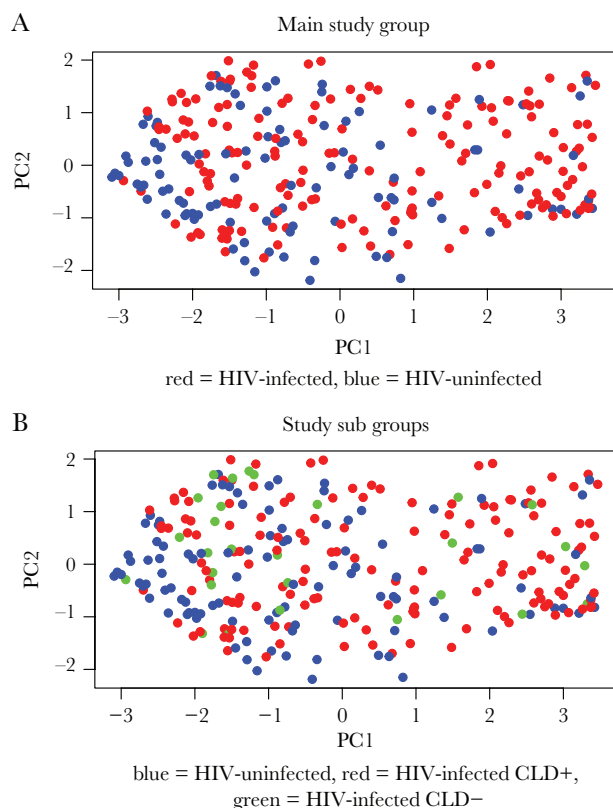 A
Main study group
2
1
0
−1
−2
PC2
−3 −2 −1 0 1 2 3
PC1
red = HIV-infected, blue = HIV-uninfected
B
Study sub groups
2
1
0
−1
−2
PC2
−3 −2 −1 0 1 2 3
PC1
blue = HIV-uninfected, red = HIV-infected CLD+,
green = HIV-infected CLD−